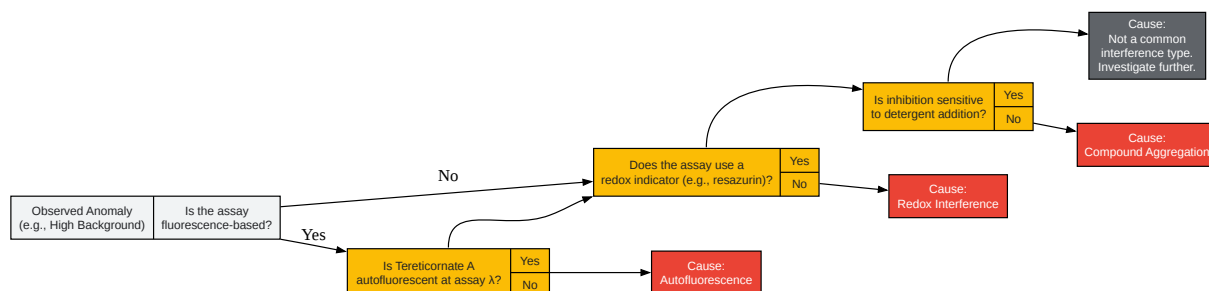 Cause:
Not a common
interference type.
Investigate further.
Is inhibition sensitive
to detergent addition?
Yes
No
Cause:
Compound Aggregation
Does the assay use a
redox indicator (e.g., resazurin)?
Yes
No
No
Cause:
Redox Interference
Observed Anomaly
(e.g., High Background)
Is the assay
fluorescence-based?
Yes
Is Tereticornate A
autofluorescent at assay λ?
Yes
No
Cause:
Autofluorescence